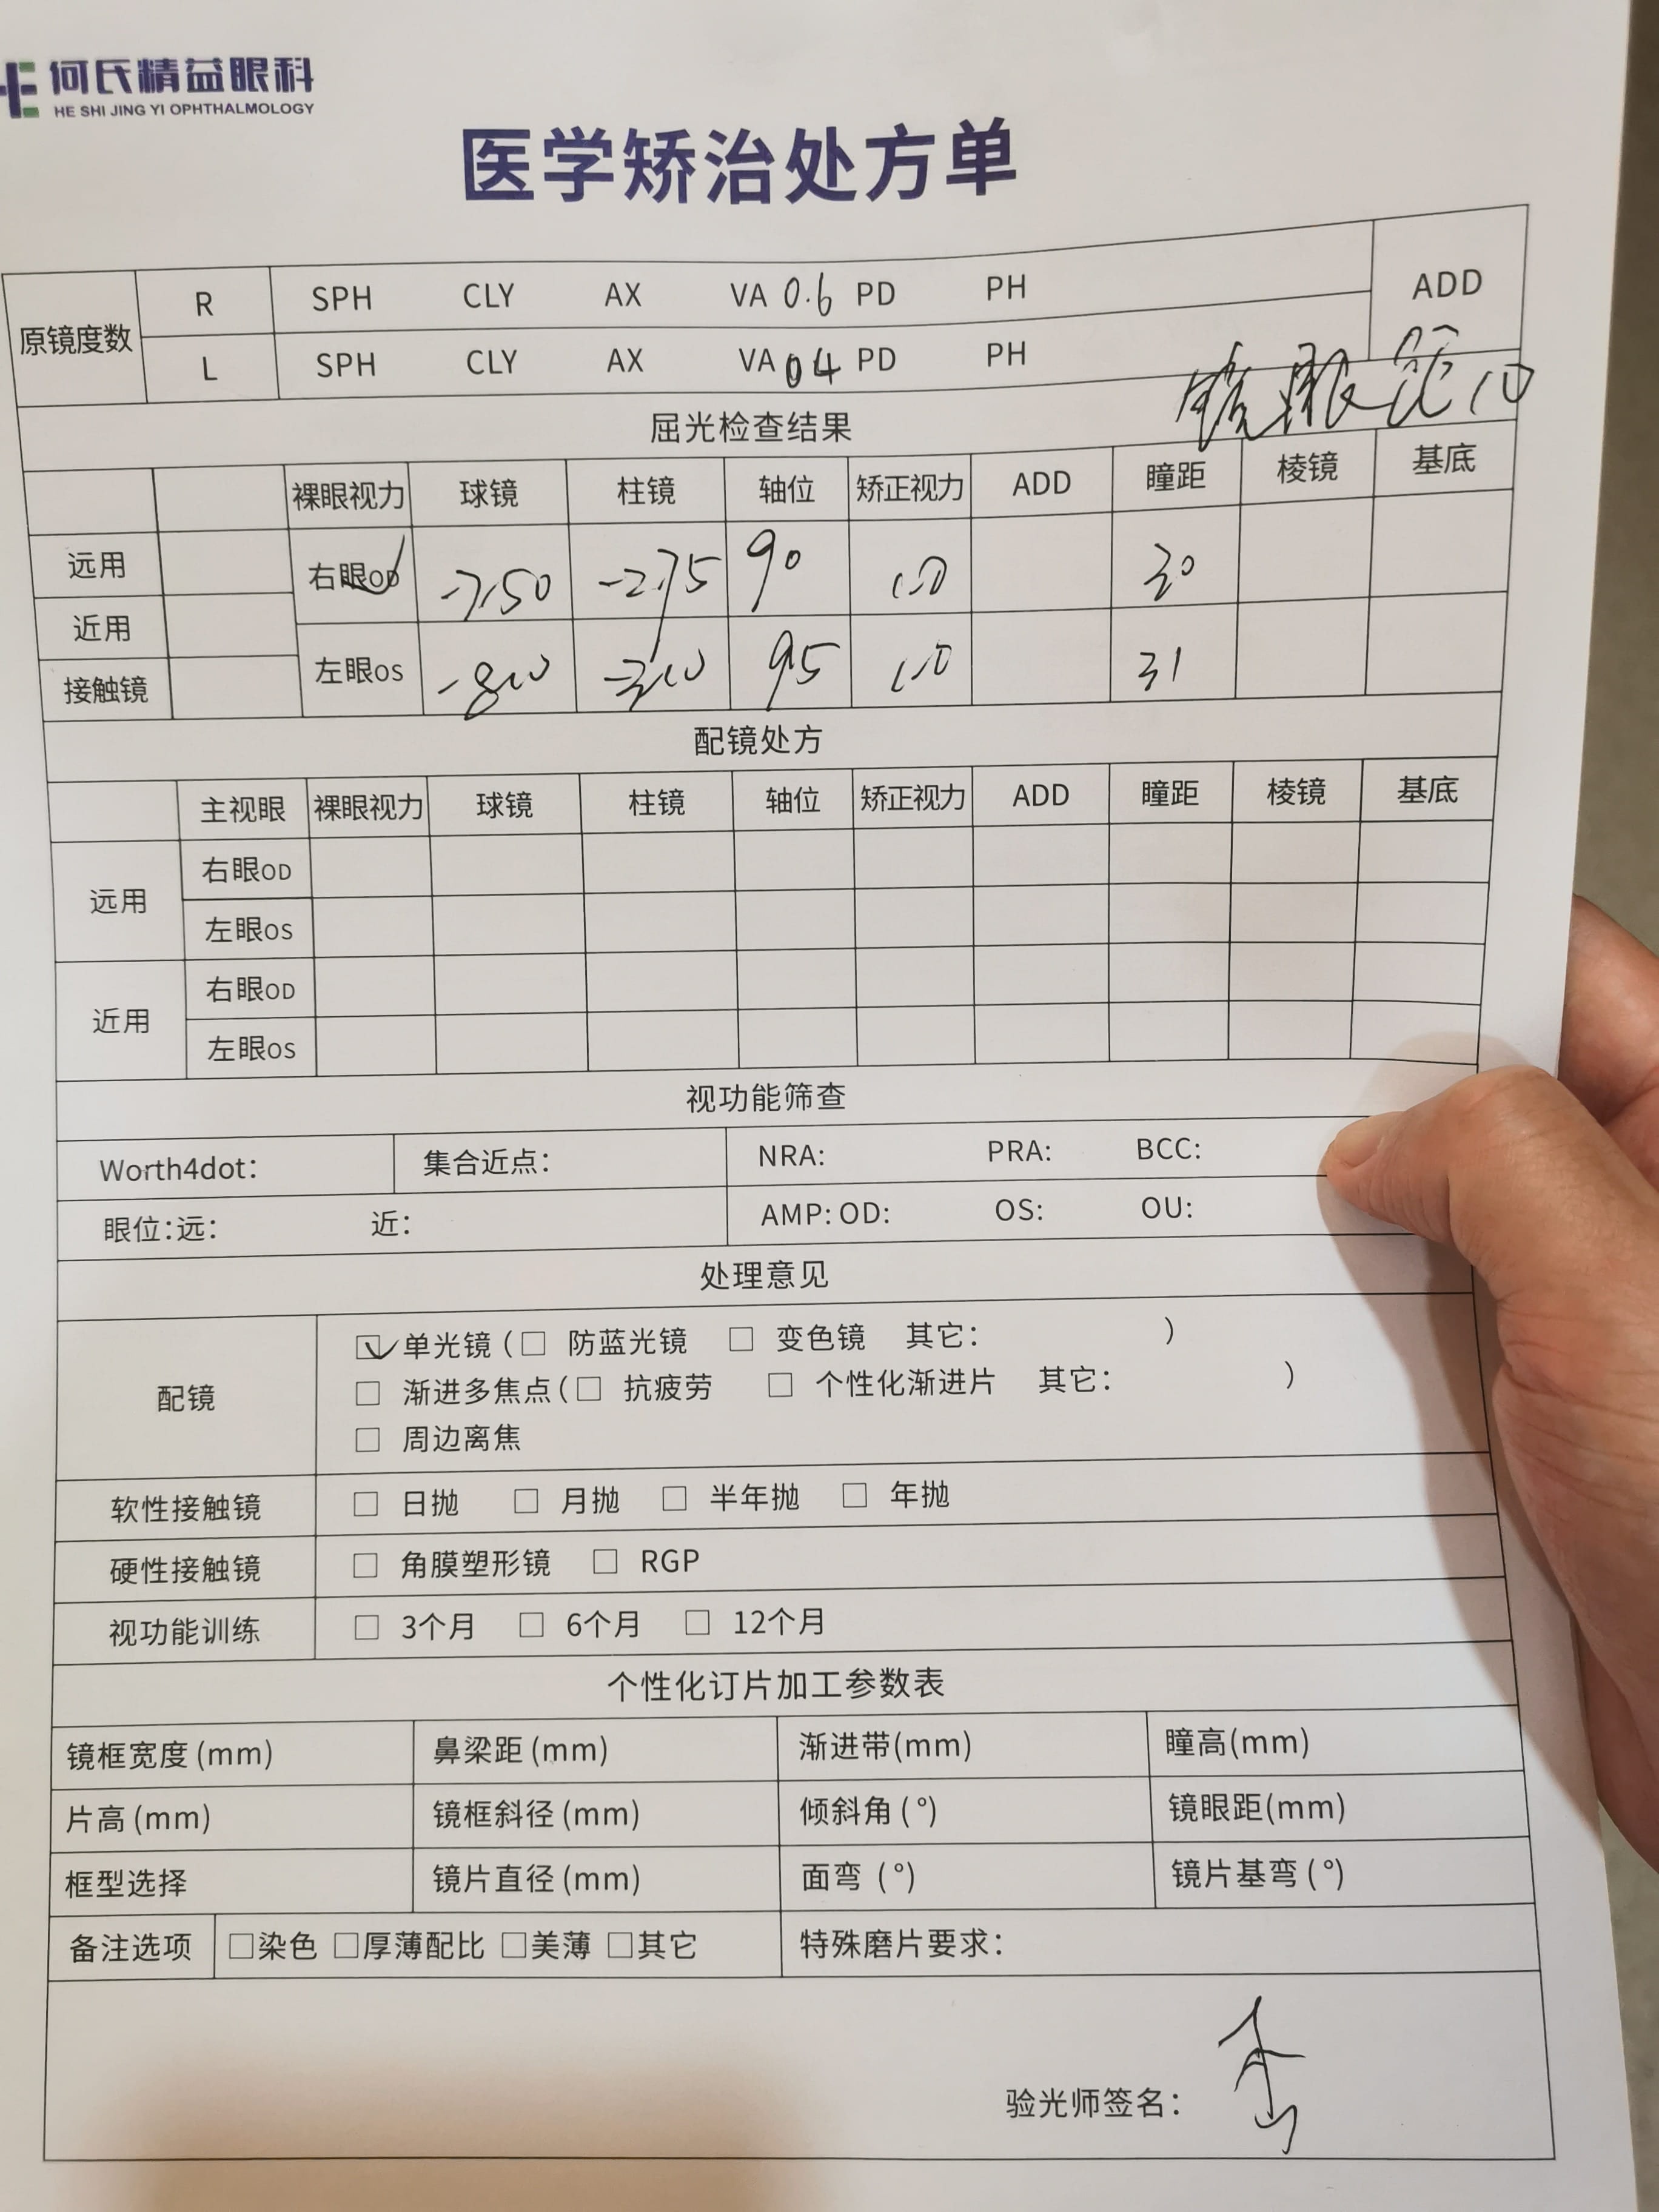 何氏精益眼科
HE SHI JING YI OPHTHALMOLOGY
医学矫治处方单
原镜度数 R SPH CLY AX VA 0.6 PD PH ADD
L SPH CLY AX VA 04 PD PH
镜眼距10
屈光检查结果
裸眼视力 球镜 柱镜 轴位 矫正视力 ADD 瞳距 棱镜 基底
远用 右眼OD -7.50 -2.75 90 1.0 30
近用
接触镜 左眼OS -8.00 -3.00 95 1.0 31
配镜处方
主视眼 裸眼视力 球镜 柱镜 轴位 矫正视力 ADD 瞳距 棱镜 基底
远用 右眼OD
左眼OS
近用 右眼OD
左眼OS
视功能筛查
Worth4dot: 集合近点: NRA: PRA: BCC:
眼位:远: 近: AMP: OD: OS: OU:
处理意见
配镜 ☑ 单光镜 (□ 防蓝光镜 □ 变色镜 其它: )
□ 渐进多焦点(□ 抗疲劳 □ 个性化渐进片 其它: )
□ 周边离焦
软性接触镜 □ 日抛 □ 月抛 □ 半年抛 □ 年抛
硬性接触镜 □ 角膜塑形镜 □ RGP
视功能训练 □ 3个月 □ 6个月 □ 12个月
个性化订片加工参数表
镜框宽度(mm) 鼻梁距(mm) 渐进带(mm) 瞳高(mm)
片高(mm) 镜框斜径(mm) 倾斜角(°) 镜眼距(mm)
框型选择 镜片直径(mm) 面弯(°) 镜片基弯(°)
备注选项 □染色 □厚薄配比 □美薄 □其它 特殊磨片要求:
验光师签名: